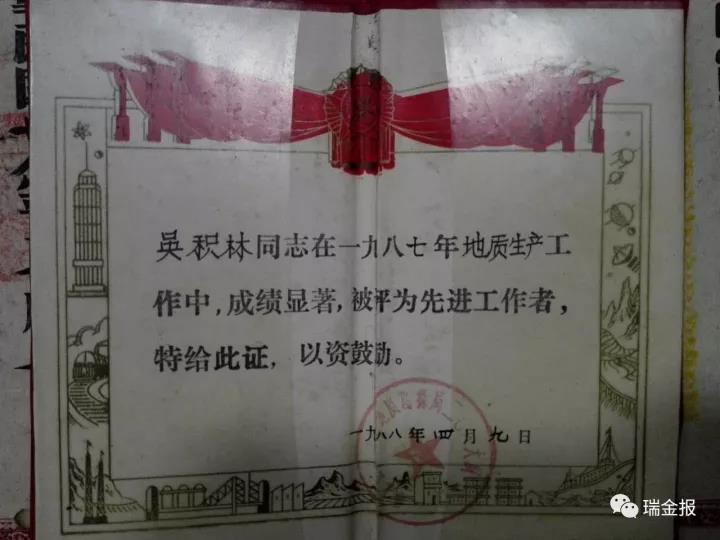 吴积林同志在一九八七年地质生产工
作中,成绩显著,被评为先进工作者,
特给此证,以资鼓励。
一九八八年四月九日
瑞金报